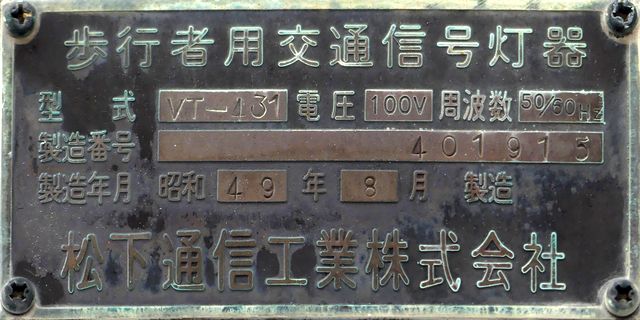 歩行者用交通信号灯器
型式 VT-431 電圧 100V 周波数 50/60Hz
製造番号 401915
製造年月 昭和 49 年 8 月 製造
松下通信工業株式会社